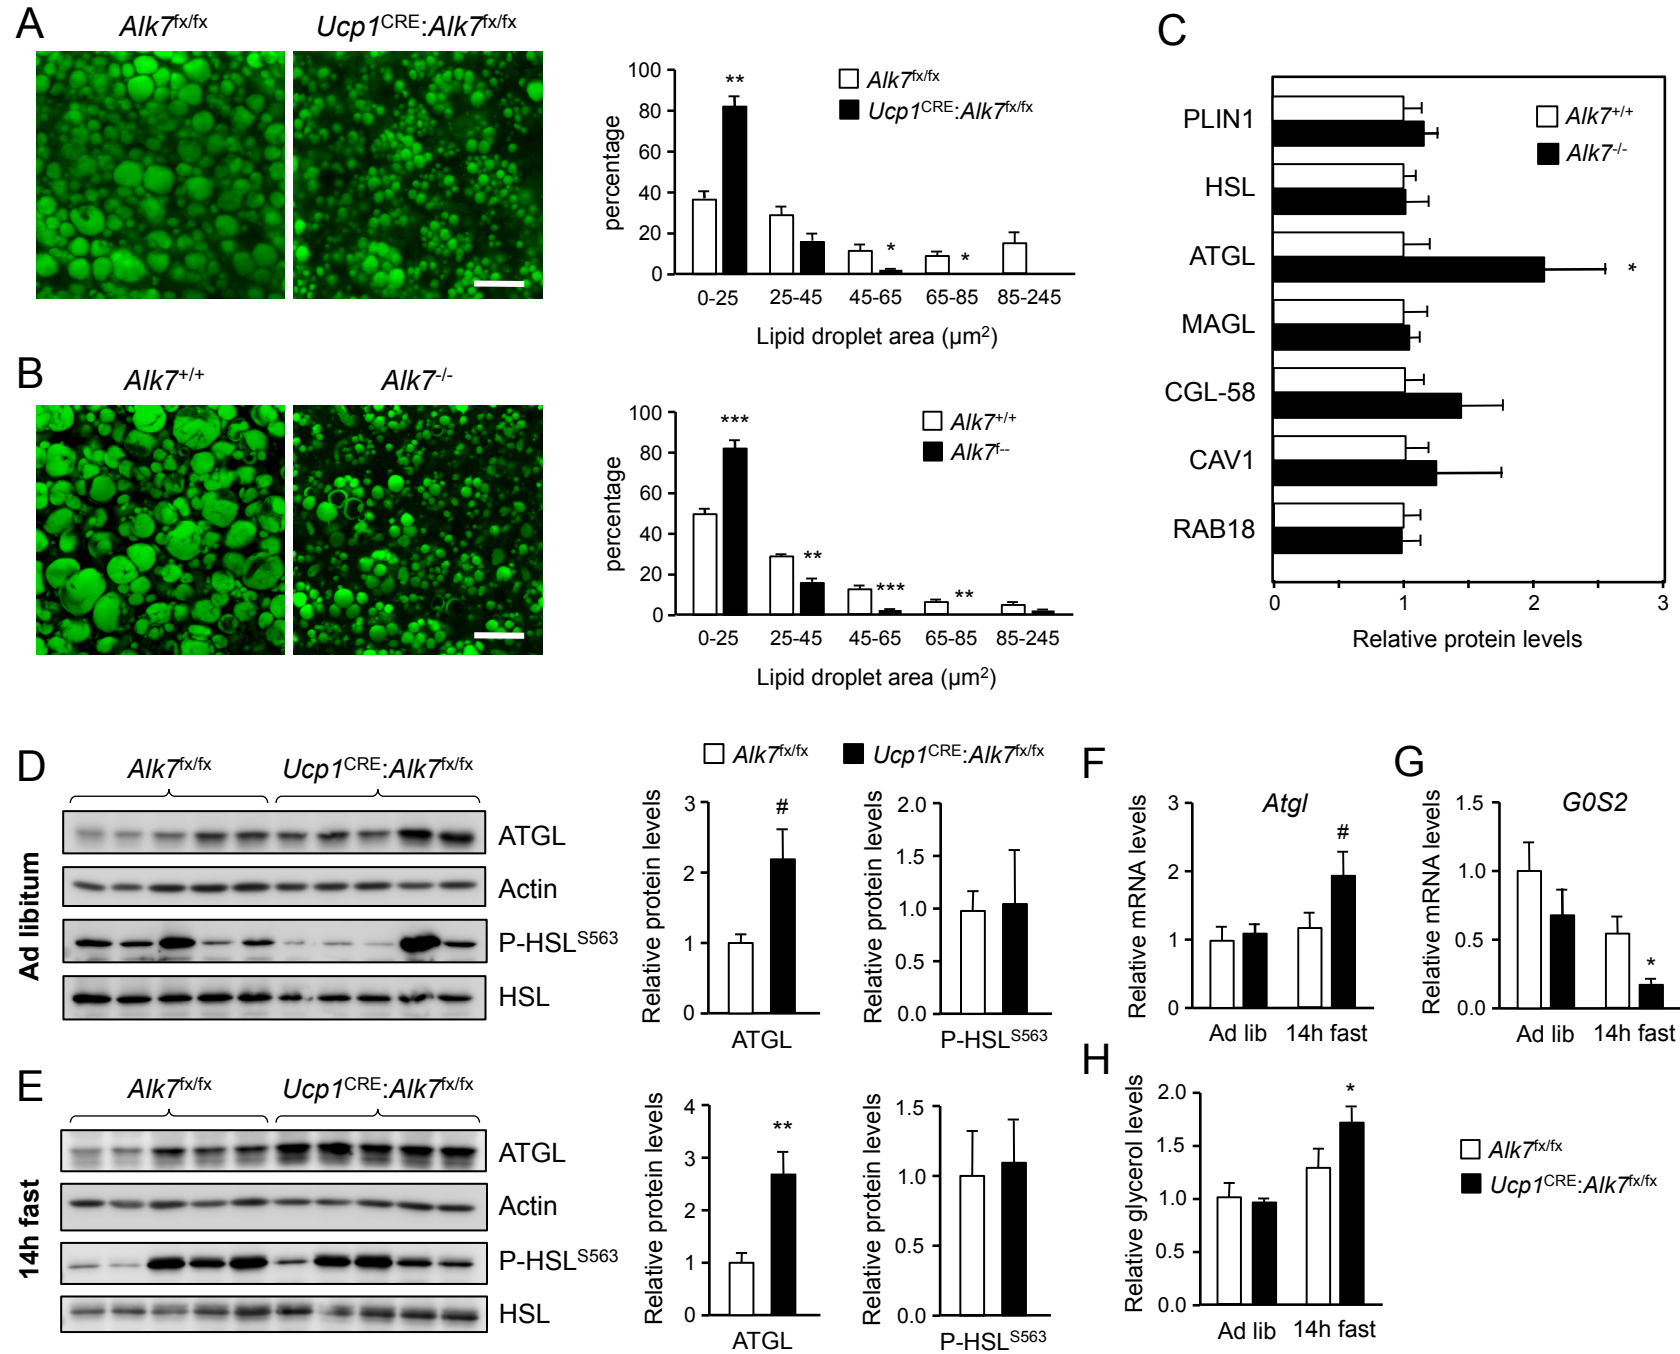 A
Alk7fx/fx
Ucp1CRE:Alk7fx/fx
percentage
100
80
60
40
20
0
**
*
*
Alk7fx/fx
Ucp1CRE:Alk7fx/fx
0-25 25-45 45-65 65-85 85-245
Lipid droplet area (µm2)
B
Alk7+/+
Alk7-/-
percentage
100
80
60
40
20
0
***
**
***
**
Alk7+/+
Alk7f--
0-25 25-45 45-65 65-85 85-245
Lipid droplet area (µm2)
C
PLIN1
HSL
ATGL
MAGL
CGL-58
CAV1
RAB18
Alk7+/+
Alk7-/-
*
0 1 2 3
Relative protein levels
D
Ad libitum
Alk7fx/fx
Ucp1CRE:Alk7fx/fx
ATGL
Actin
P-HSLS563
HSL
Alk7fx/fx
Ucp1CRE:Alk7fx/fx
Relative protein levels
3
2
1
0
#
ATGL
Relative protein levels
2.0
1.5
1.0
0.5
0.0
P-HSLS563
E
14h fast
Alk7fx/fx
Ucp1CRE:Alk7fx/fx
ATGL
Actin
P-HSLS563
HSL
Relative protein levels
4
3
2
1
0
**
ATGL
Relative protein levels
1.5
1.0
0.5
0.0
P-HSLS563
F
Atgl
Relative mRNA levels
3
2
1
0
#
Ad lib 14h fast
G
G0S2
Relative mRNA levels
1.5
1.0
0.5
0.0
*
Ad lib 14h fast
H
Relative glycerol levels
2.0
1.5
1.0
0.5
0.0
*
Ad lib 14h fast
Alk7fx/fx
Ucp1CRE:Alk7fx/fx